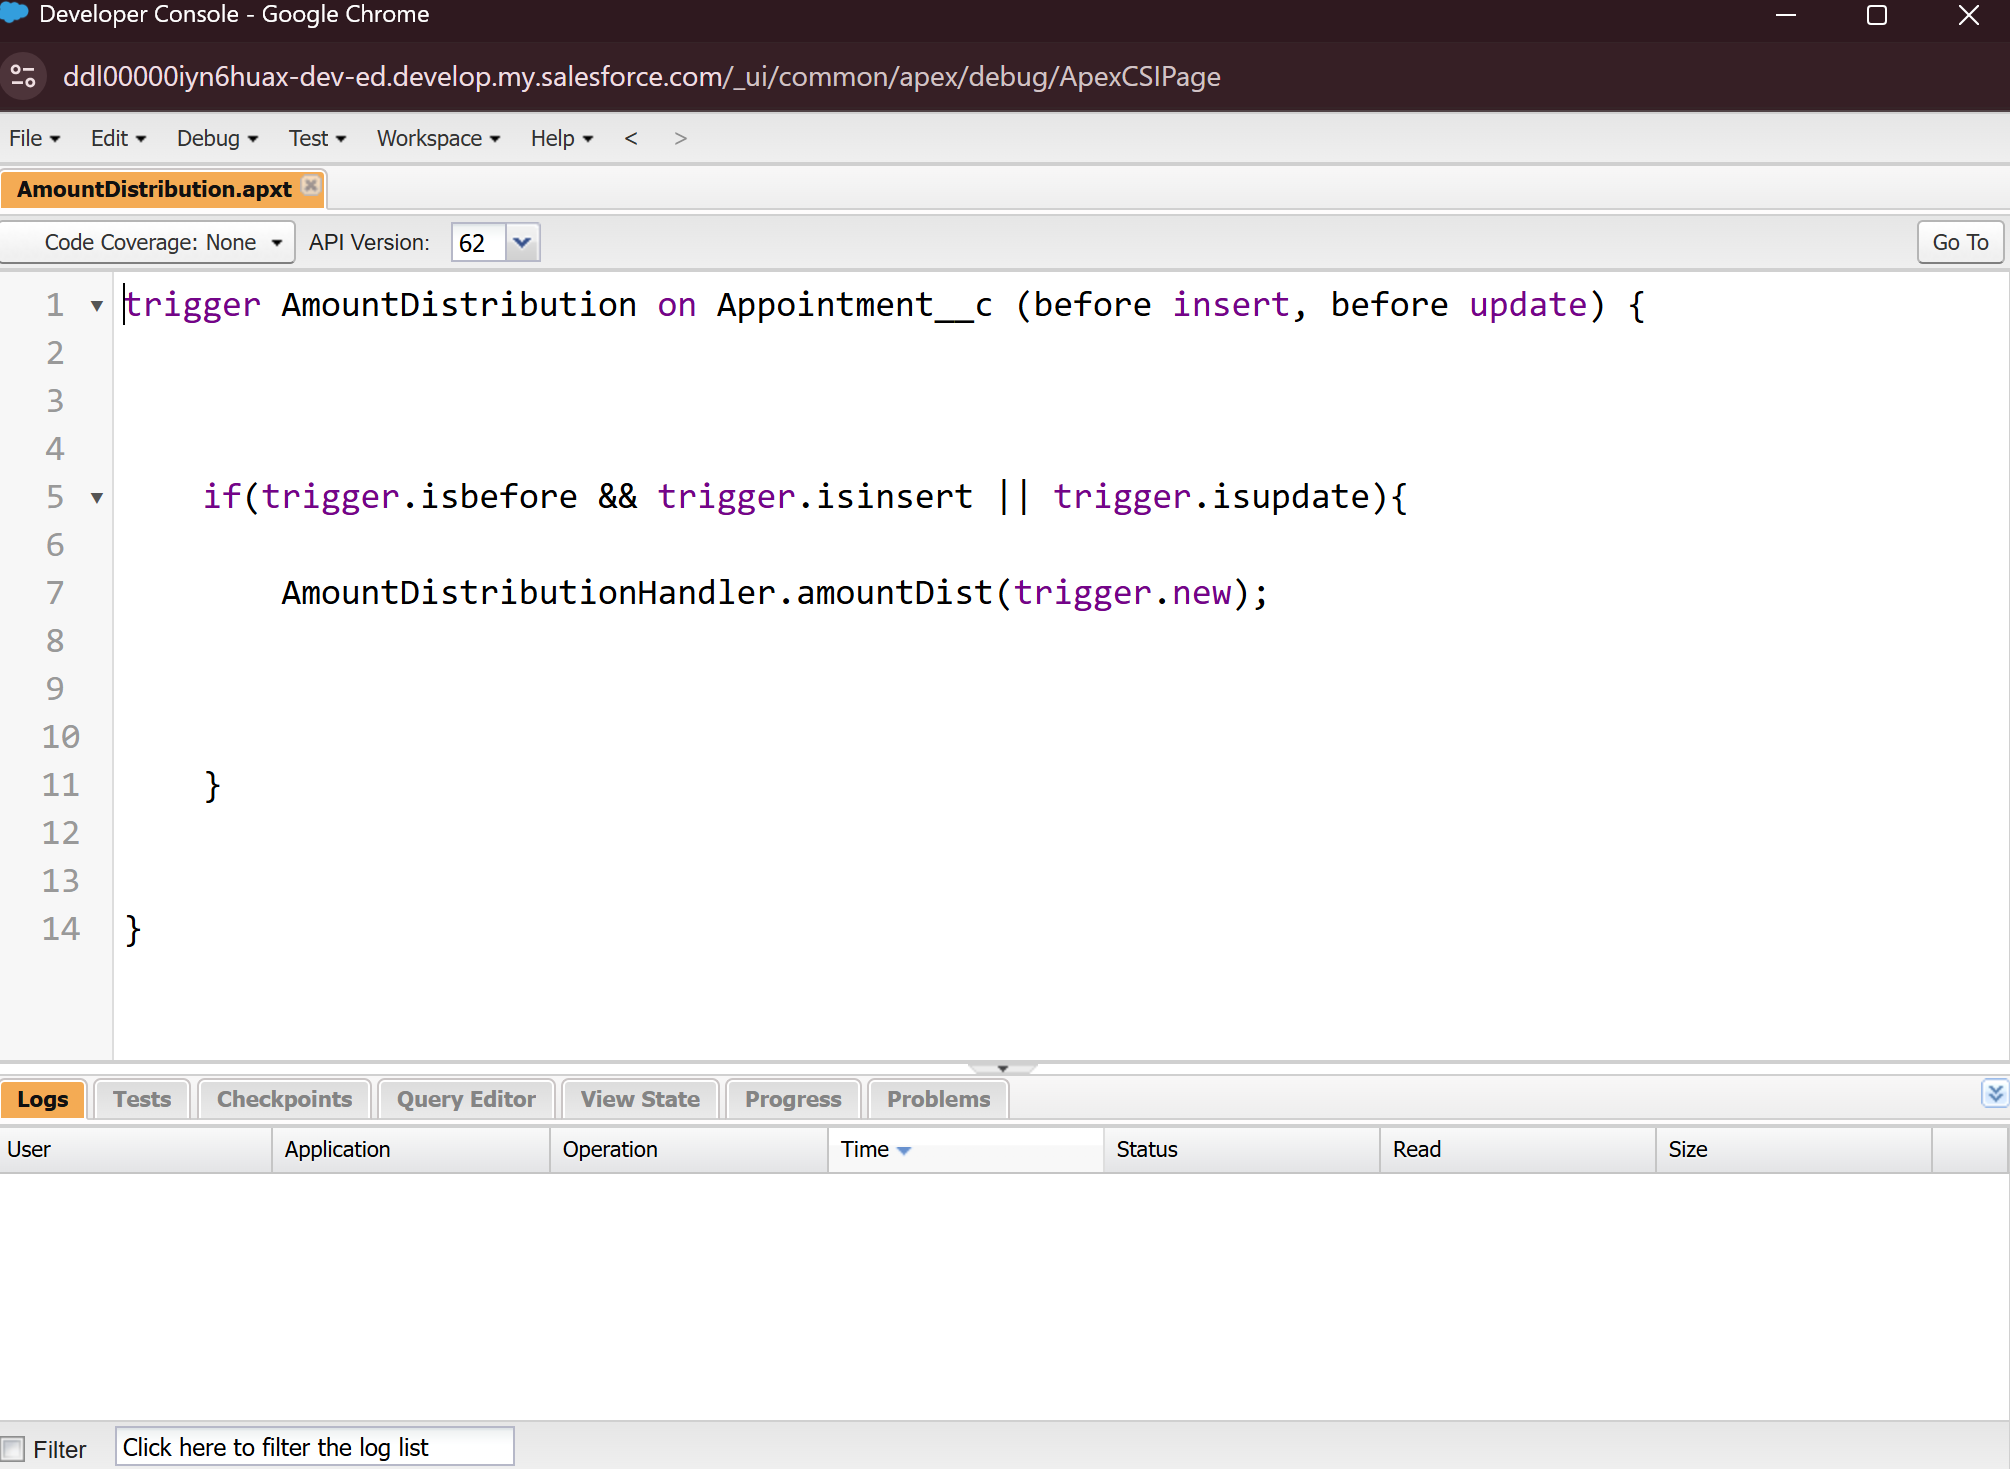 Developer Console - Google Chrome
ddl00000iyn6huax-dev-ed.develop.my.salesforce.com/_ui/common/apex/debug/ApexCSIPage
File Edit Debug Test Workspace Help < >
AmountDistribution.apxt
Code Coverage: None API Version: 62 Go To
1 trigger AmountDistribution on Appointment__c (before insert, before update) {
2
3
4
5 if(trigger.isbefore && trigger.isinsert || trigger.isupdate){
6
7 AmountDistributionHandler.amountDist(trigger.new);
8
9
10
11 }
12
13
14 }
Logs Tests Checkpoints Query Editor View State Progress Problems
User Application Operation Time Status Read Size
Filter Click here to filter the log list